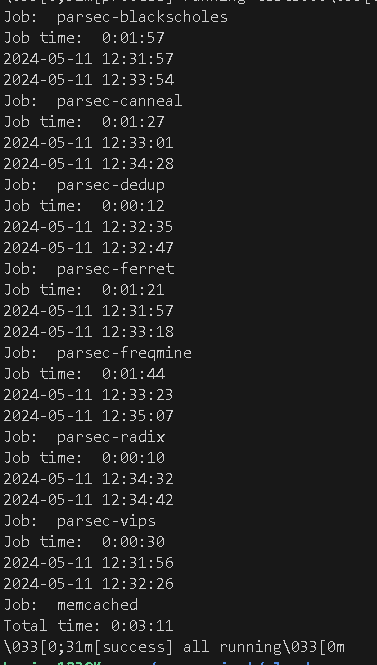 Job:  parsec-blackscholes
Job time:  0:01:57
2024-05-11 12:31:57
2024-05-11 12:33:54
Job:  parsec-canneal
Job time:  0:01:27
2024-05-11 12:33:01
2024-05-11 12:34:28
Job:  parsec-dedup
Job time:  0:00:12
2024-05-11 12:32:35
2024-05-11 12:32:47
Job:  parsec-ferret
Job time:  0:01:21
2024-05-11 12:31:57
2024-05-11 12:33:18
Job:  parsec-freqmine
Job time:  0:01:44
2024-05-11 12:33:23
2024-05-11 12:35:07
Job:  parsec-radix
Job time:  0:00:10
2024-05-11 12:34:32
2024-05-11 12:34:42
Job:  parsec-vips
Job time:  0:00:30
2024-05-11 12:31:56
2024-05-11 12:32:26
Job:  memcached
Total time: 0:03:11
\033[0;31m[success] all running\033[0m